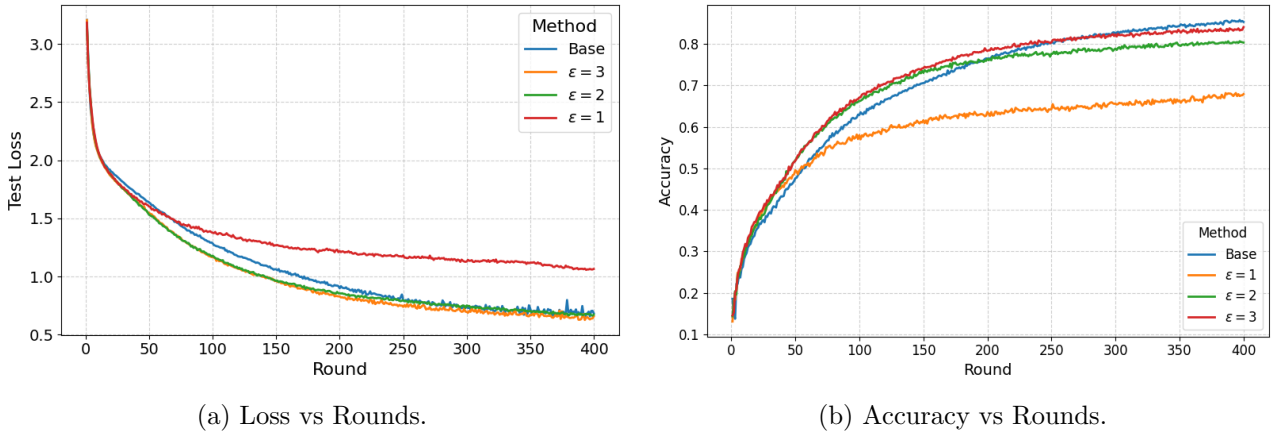 Method
Base
ε = 3
ε = 2
ε = 1
3.0
2.5
2.0
1.5
1.0
0.5
Test Loss
0 50 100 150 200 250 300 350 400
Round
(a) Loss vs Rounds.
0.8
0.7
0.6
0.5
0.4
0.3
0.2
0.1
Accuracy
Method
Base
ε = 1
ε = 2
ε = 3
0 50 100 150 200 250 300 350 400
Round
(b) Accuracy vs Rounds.